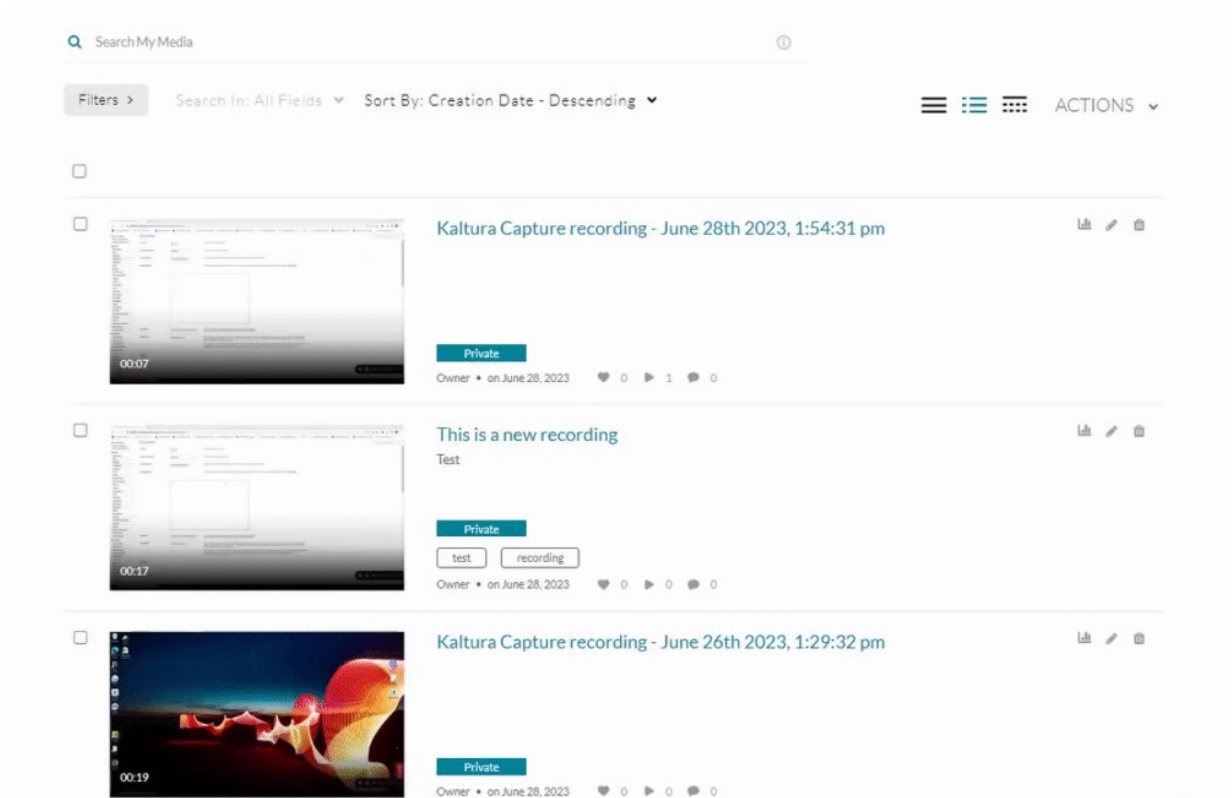 Search My Media
Filters >
Search In: All Fields
Sort By: Creation Date - Descending
ACTIONS
Kaltura Capture recording - June 28th 2023, 1:54:31 pm
00:07
Private
Owner • on June 28, 2023 0 1 0
This is a new recording
Test
00:17
Private
test recording
Owner • on June 28, 2023 0 0 0
Kaltura Capture recording - June 26th 2023, 1:29:32 pm
00:19
Private
Owner • on June 28, 2023 0 0 0